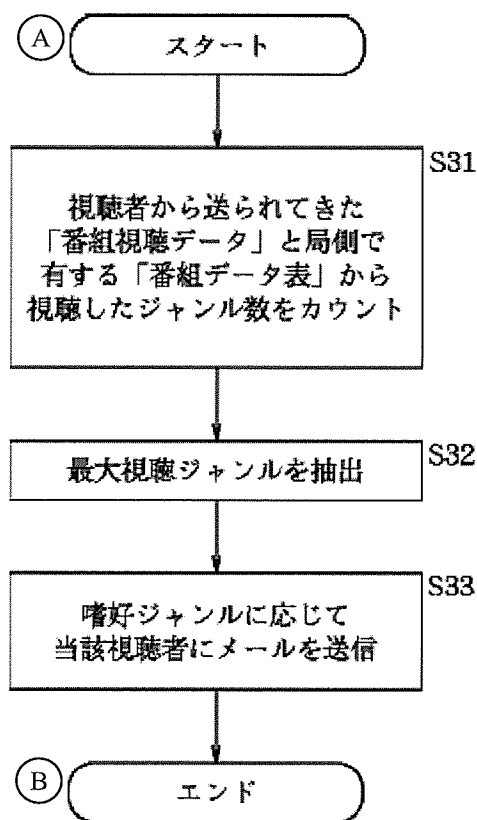 A
スタート
S31
視聴者から送られてきた
「番組視聴データ」と局側で
有する「番組データ表」から
視聴したジャンル数をカウント
S32
最大視聴ジャンルを抽出
S33
嗜好ジャンルに応じて
当該視聴者にメールを送信
B
エンド